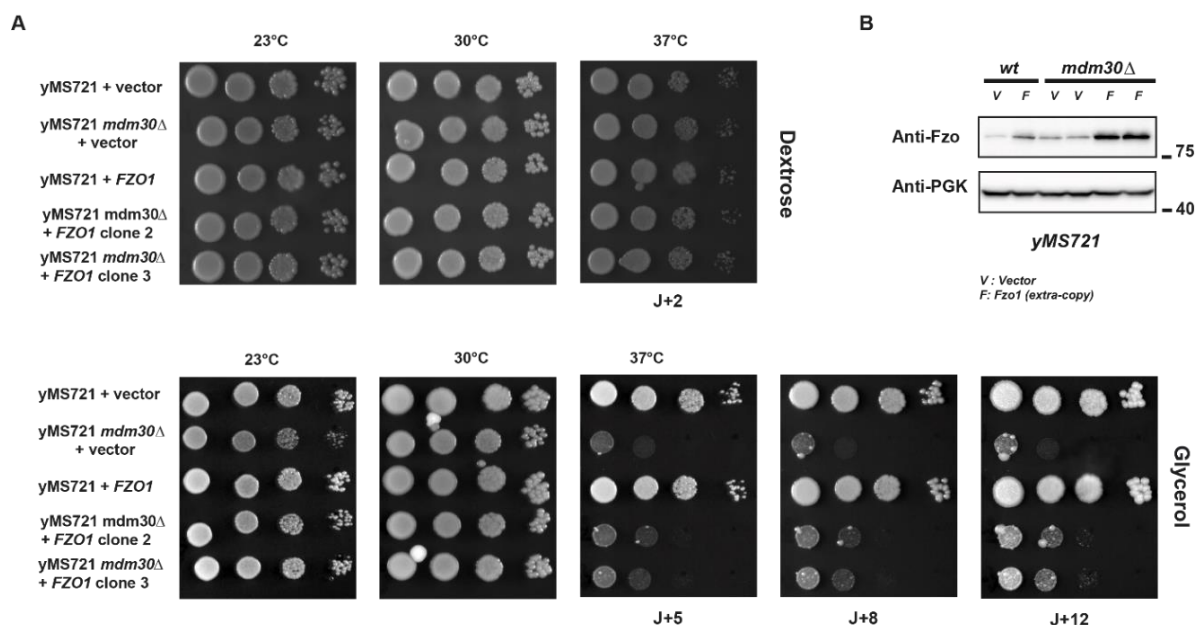 A
23°C
30°C
37°C
yMS721 + vector
yMS721 mdm30Δ
+ vector
yMS721 + FZO1
yMS721 mdm30Δ
+ FZO1 clone 2
yMS721 mdm30Δ
+ FZO1 clone 3
Dextrose
J+2
B
wt
mdm30Δ
V F V V F F
Anti-Fzo
75
Anti-PGK
40
yMS721
V : Vector
F: Fzo1 (extra-copy)
23°C
30°C
37°C
yMS721 + vector
yMS721 mdm30Δ
+ vector
yMS721 + FZO1
yMS721 mdm30Δ
+ FZO1 clone 2
yMS721 mdm30Δ
+ FZO1 clone 3
Glycerol
J+5
J+8
J+12